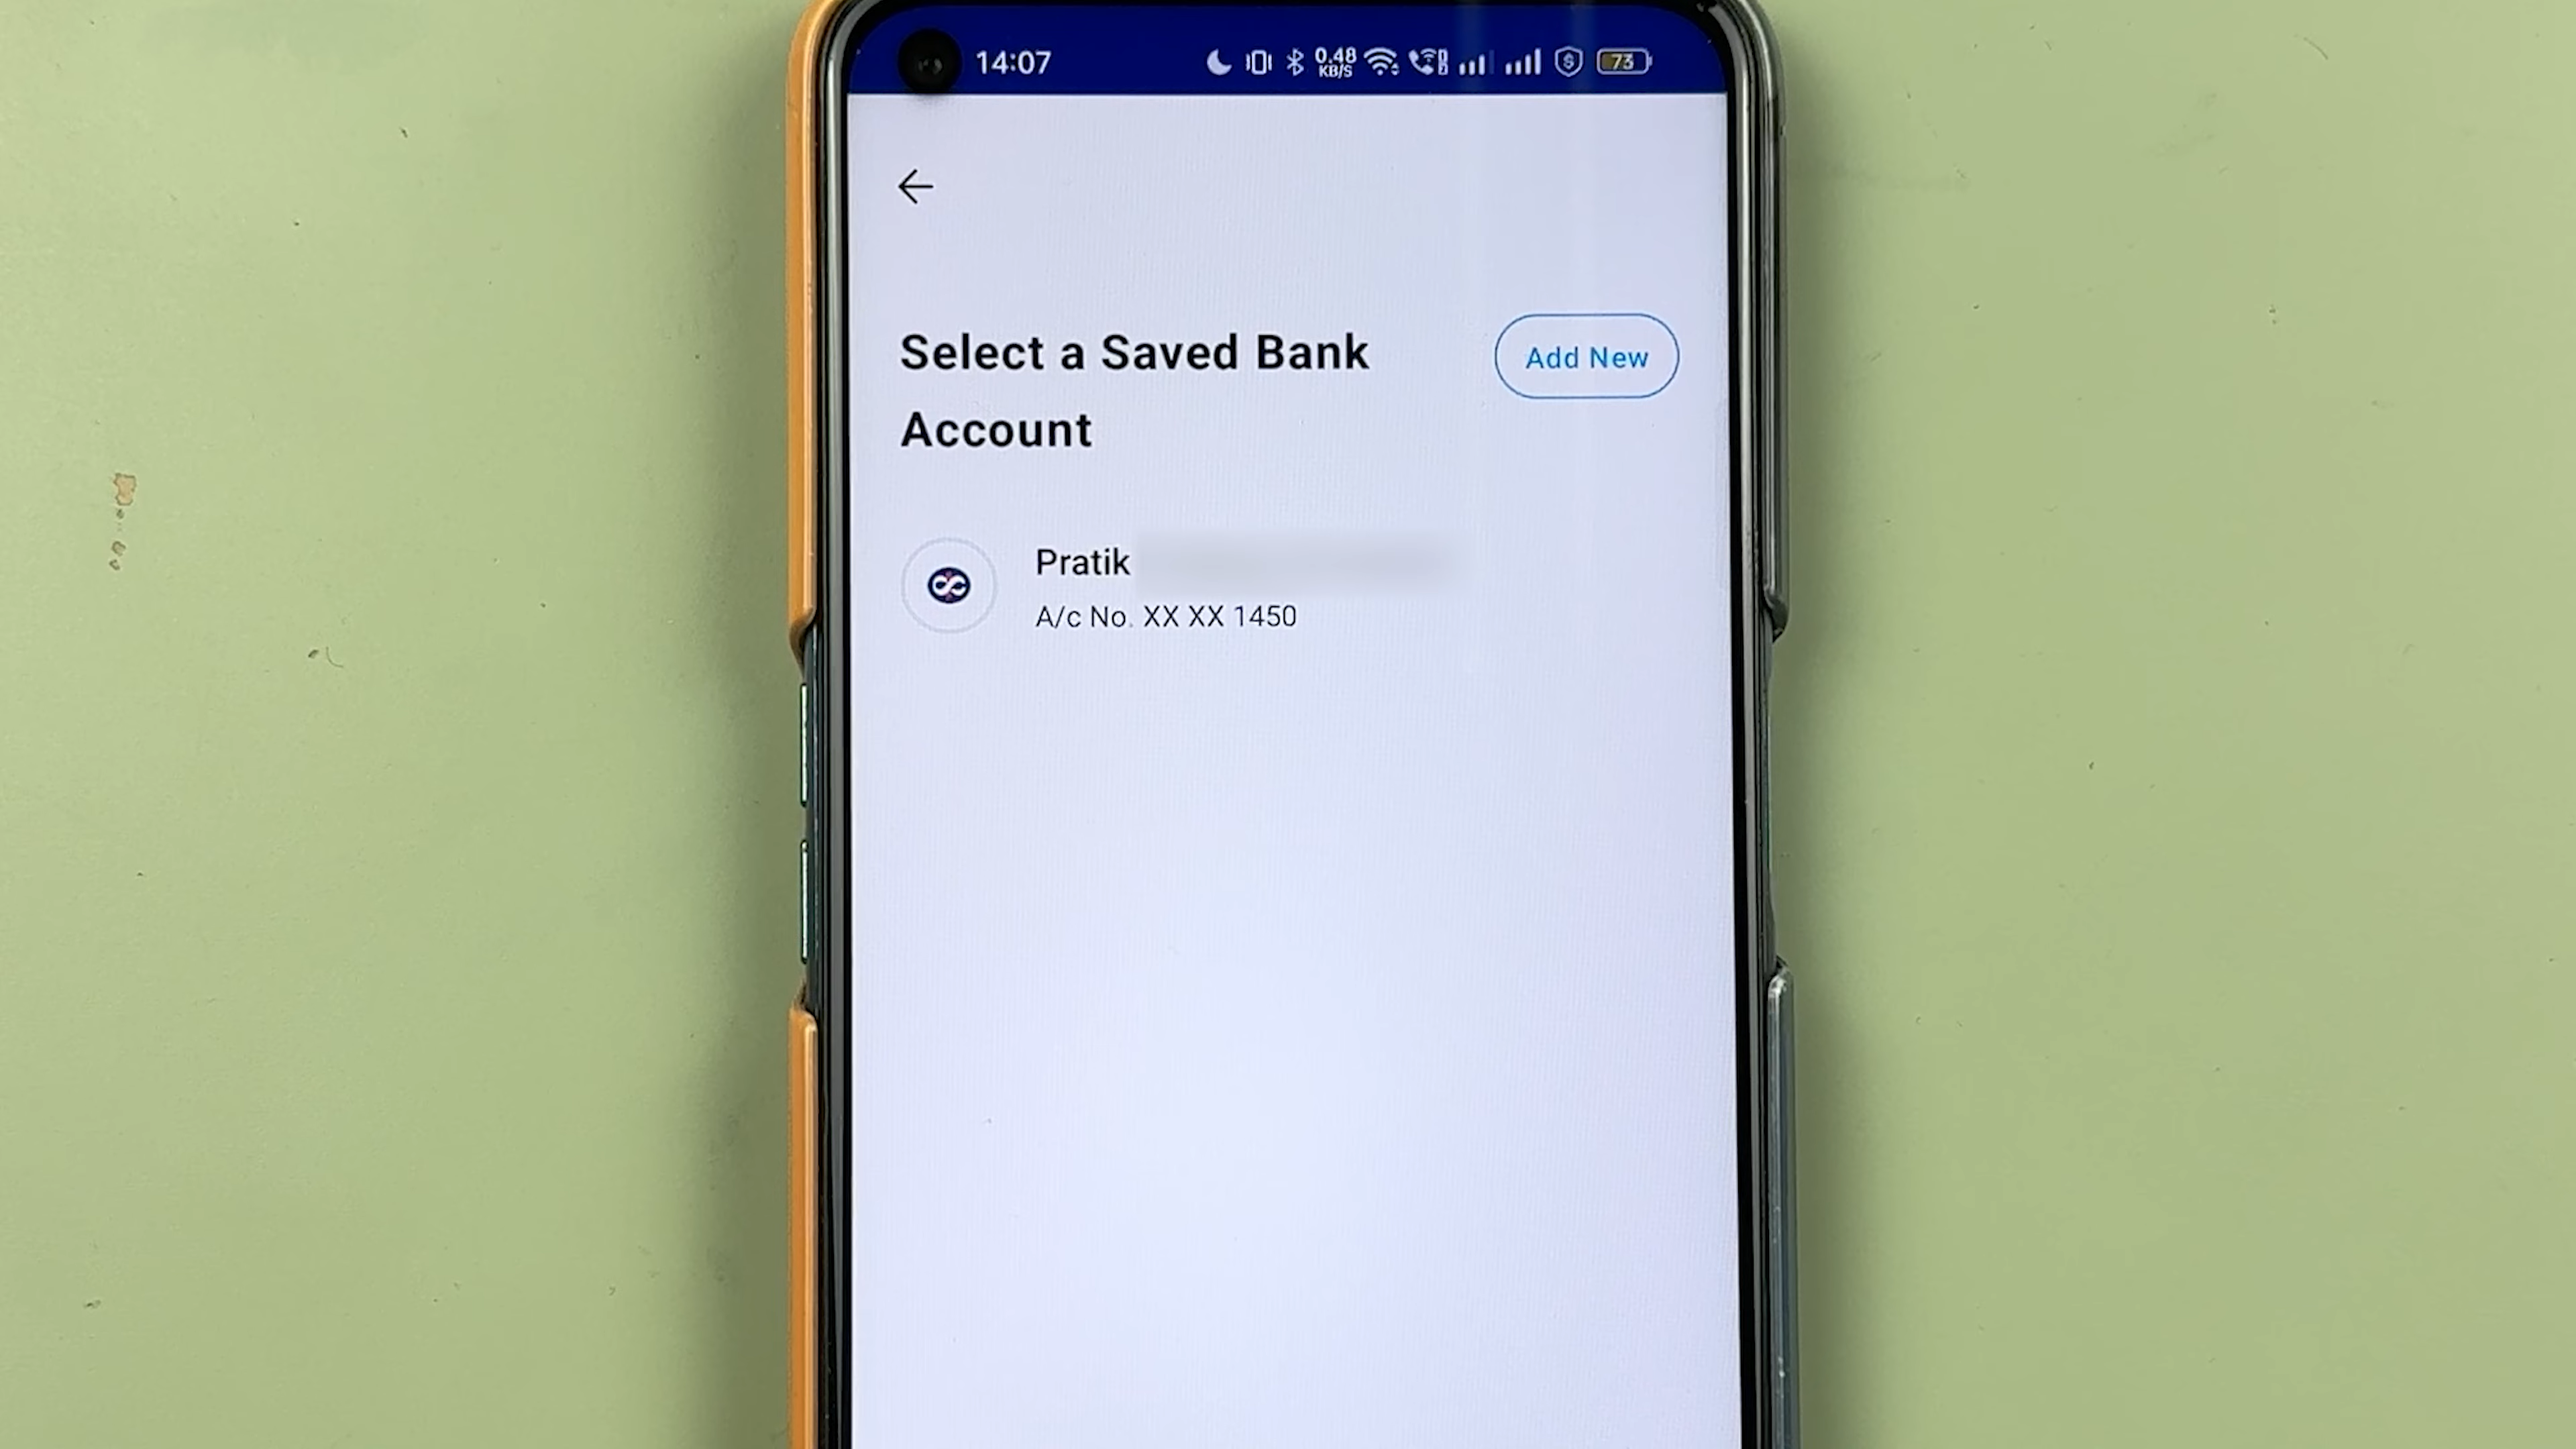 14:07 0.48 KB/S 73
Select a Saved Bank
Account
Add New
Pratik
A/c No. XX XX 1450